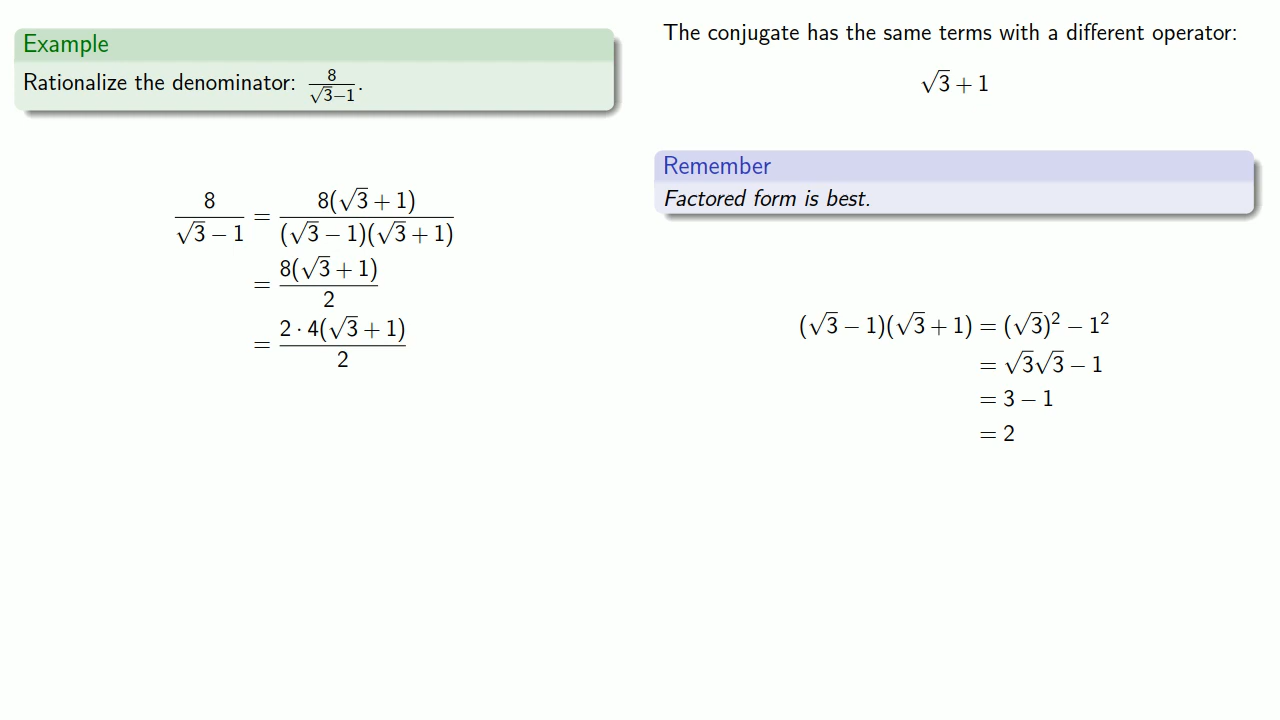 Example
Rationalize the denominator: 8/(√3−1).
8/(√3 − 1) = 8(√3 + 1)/((√3 − 1)(√3 + 1))
= 8(√3 + 1)/2
= 2 · 4(√3 + 1)/2
The conjugate has the same terms with a different operator:
√3 + 1
Remember
Factored form is best.
(√3 − 1)(√3 + 1) = (√3)² − 1²
= √3√3 − 1
= 3 − 1
= 2